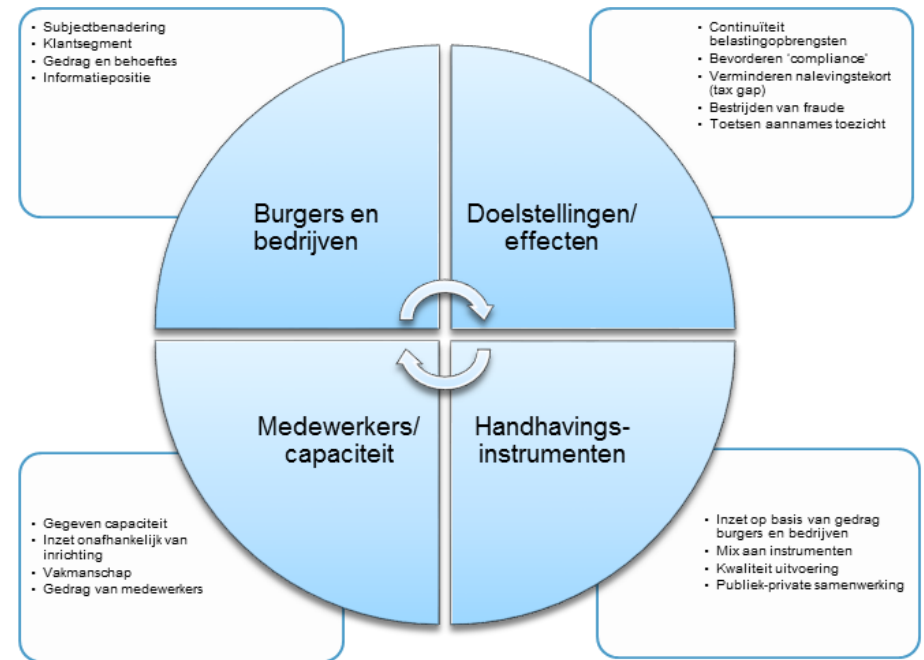 • Subjectbenadering
• Klantsegment
• Gedrag en behoeftes
• Informatiepositie
• Continuïteit
belastingopbrengsten
• Bevorderen ‘compliance’
• Verminderen nalevingstekort
(tax gap)
• Bestrijden van fraude
• Toetsen aannames toezicht
Burgers en
bedrijven
Doelstellingen/
effecten
Medewerkers/
capaciteit
Handhavings-
instrumenten
• Gegeven capaciteit
• Inzet onafhankelijk van
inrichting
• Vakmanschap
• Gedrag van medewerkers
• Inzet op basis van gedrag
burgers en bedrijven
• Mix aan instrumenten
• Kwaliteit uitvoering
• Publiek-private samenwerking